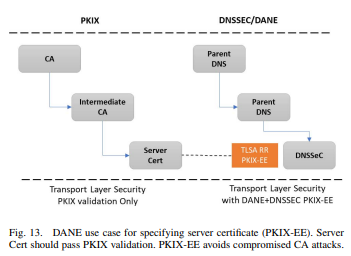 PKIX
DNSSEC/DANE
CA
Parent
DNS
Intermediate
CA
Parent
DNS
Server
Cert
TLSA RR
PKIX-EE
DNSSeC
Transport Layer Security
PKIX validation Only
Transport Layer Security
with DANE+DNSSEC PKIX-EE
Fig. 13. DANE use case for specifying server certificate (PKIX-EE). Server
Cert should pass PKIX validation. PKIX-EE avoids compromised CA attacks.